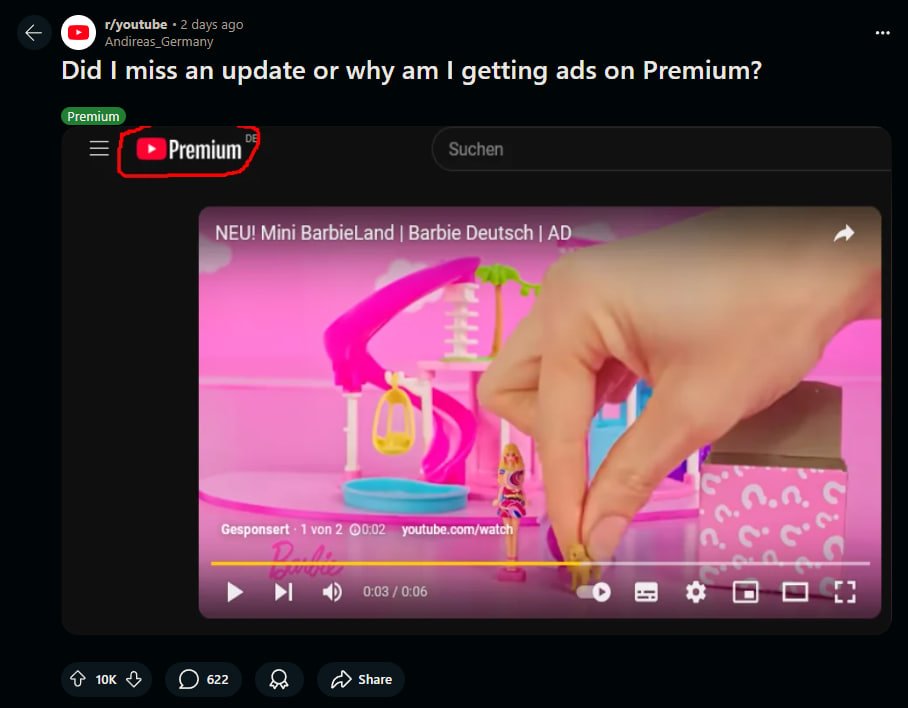 r/youtube • 2 days ago
Andireas_Germany
Did I miss an update or why am I getting ads on Premium?
Premium
Premium DE
Suchen
NEU! Mini BarbieLand | Barbie Deutsch | AD
Gesponsert · 1 von 2 0:02 youtube.com/watch
Barbie
0:03 / 0:06
10K 622 Share